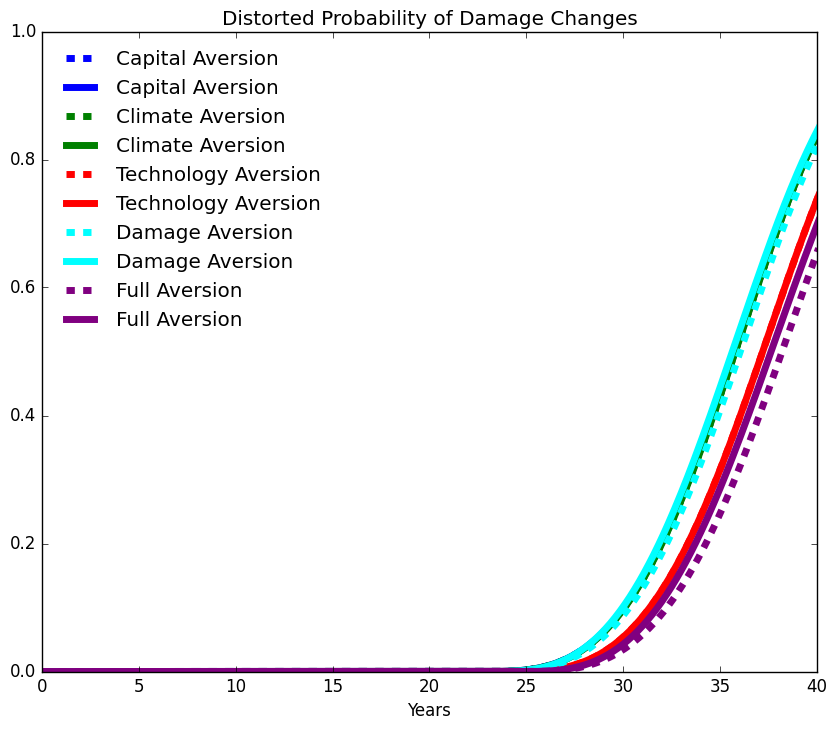 Distorted Probability of Damage Changes
1.0
0.8
0.6
0.4
0.2
0.0
Capital Aversion
Capital Aversion
Climate Aversion
Climate Aversion
Technology Aversion
Technology Aversion
Damage Aversion
Damage Aversion
Full Aversion
Full Aversion
0 5 10 15 20 25 30 35 40
Years